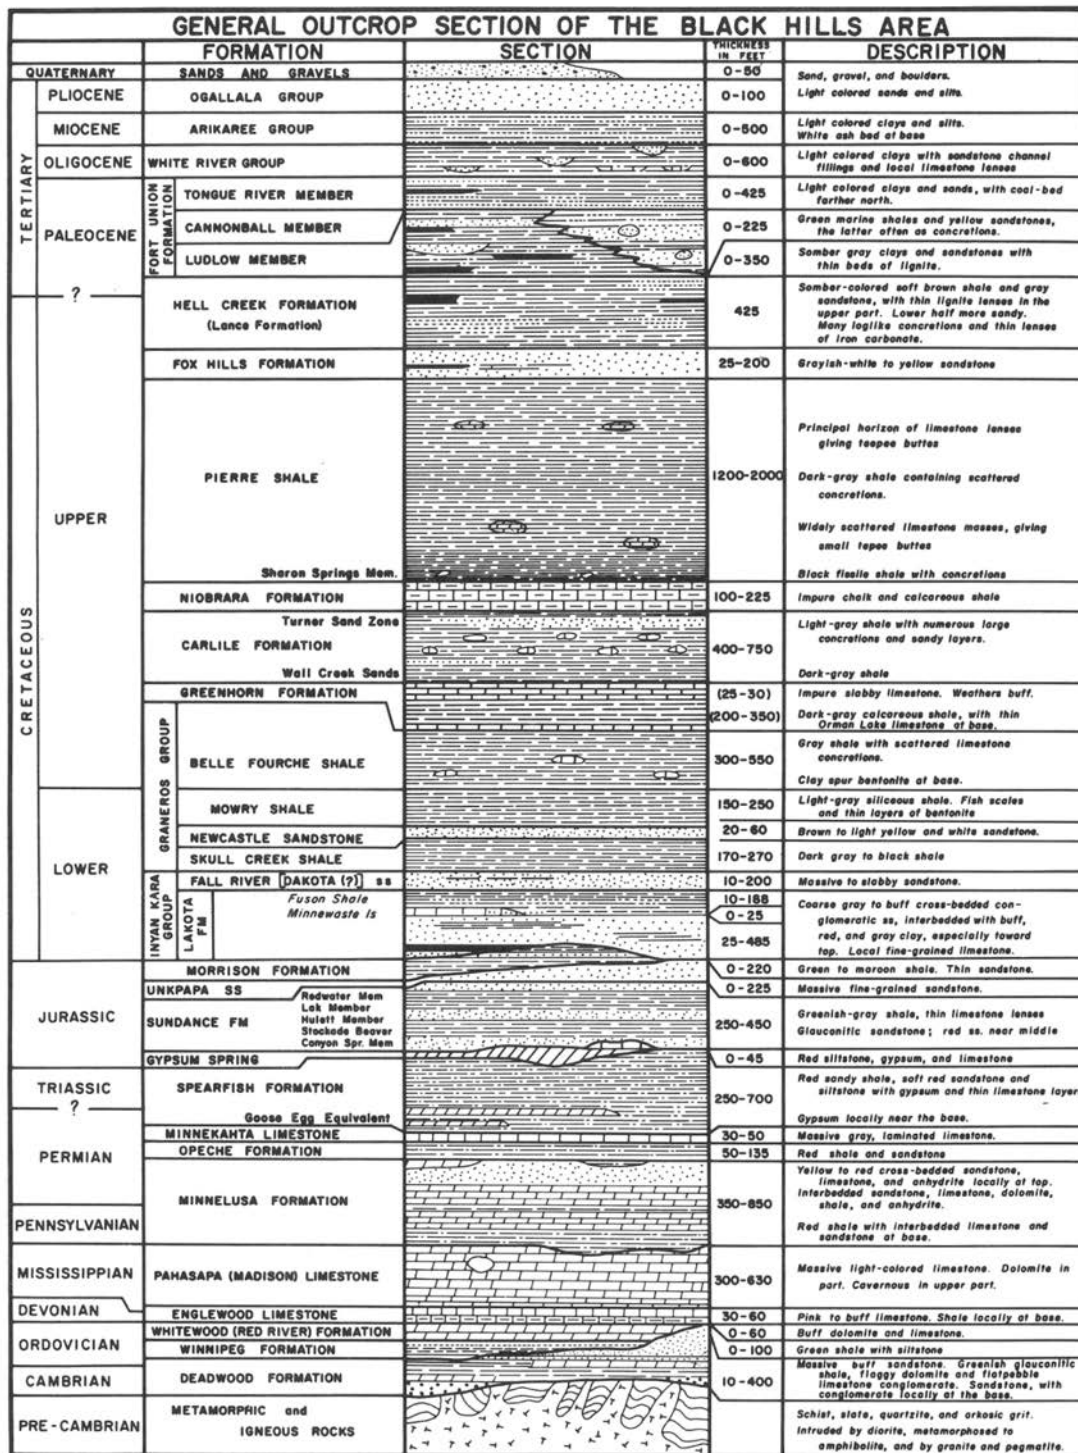 GENERAL OUTCROP SECTION OF THE BLACK HILLS AREA
FORMATION SECTION THICKNESS IN FEET DESCRIPTION
QUATERNARY SANDS AND GRAVELS 0-50 Sand, gravel, and boulders.
TERTIARY
PLIOCENE OGALLALA GROUP 0-100 Light colored sands and silts.
MIOCENE ARIKAREE GROUP 0-500 Light colored clays and silts.
White ash bed at base
OLIGOCENE WHITE RIVER GROUP 0-600 Light colored clays with sandstone channel
fillings and local limestone lenses
PALEOCENE
FORT UNION FORMATION
TONGUE RIVER MEMBER 0-425 Light colored clays and sands, with coal-bed
farther north.
CANNONBALL MEMBER 0-225 Green marine shales and yellow sandstones,
the latter often as concretions.
LUDLOW MEMBER 0-350 Somber gray clays and sandstones with
thin beds of lignite.
?
CRETACEOUS
UPPER
HELL CREEK FORMATION
(Lance Formation)
425
Somber-colored soft brown shale and gray
sandstone, with thin lignite lenses in the
upper part. Lower half more sandy.
Many loglike concretions and thin lenses
of iron carbonate.
FOX HILLS FORMATION 25-200 Grayish-white to yellow sandstone
PIERRE SHALE 1200-2000
Principal horizon of limestone lenses
giving teepee buttes
Dark-gray shale containing scattered
concretions.
Widely scattered limestone masses, giving
small tepee buttes
Sharon Springs Mem. Black fissile shale with concretions
NIOBRARA FORMATION 100-225 Impure chalk and calcareous shale
Turner Sand Zone
CARLILE FORMATION 400-750
Light-gray shale with numerous large
concretions and sandy layers.
Wall Creek Sands Dark-gray shale
GREENHORN FORMATION (25-30) Impure slabby limestone. Weathers buff.
(200-350) Dark-gray calcareous shale, with thin
Orman Lake limestone at base.
GRANEROS GROUP
BELLE FOURCHE SHALE 300-550
Gray shale with scattered limestone
concretions.
Clay spur bentonite at base.
LOWER
MOWRY SHALE 150-250 Light-gray siliceous shale. Fish scales
and thin layers of bentonite
NEWCASTLE SANDSTONE 20-60 Brown to light yellow and white sandstone.
SKULL CREEK SHALE 170-270 Dark gray to black shale
INYAN KARA GROUP
FALL RIVER [DAKOTA (?)] ss 10-200 Massive to slabby sandstone.
LAKOTA FM
Fuson Shale 10-188
Minnewaste ls 0-25
25-485
Coarse gray to buff cross-bedded con-
glomeratic ss, interbedded with buff,
red, and gray clay, especially toward
top. Local fine-grained limestone.
JURASSIC
MORRISON FORMATION 0-220 Green to maroon shale. Thin sandstone.
UNKPAPA SS 0-225 Massive fine-grained sandstone.
SUNDANCE FM
Redwater Mem
Lak Member
Hulett Member
Stockade Beaver
Canyon Spr. Mem
250-450
Greenish-gray shale, thin limestone lenses
Glauconitic sandstone; red ss. near middle
GYPSUM SPRING 0-45 Red siltstone, gypsum, and limestone
TRIASSIC
?
SPEARFISH FORMATION 250-700
Red sandy shale, soft red sandstone and
siltstone with gypsum and thin limestone layer
Goose Egg Equivalent Gypsum locally near the base.
PERMIAN
MINNEKAHTA LIMESTONE 30-50 Massive gray, laminated limestone.
OPECHE FORMATION 50-135 Red shale and sandstone
MINNELUSA FORMATION 350-850
Yellow to red cross-bedded sandstone,
limestone, and anhydrite locally at top.
Interbedded sandstone, limestone, dolomite,
shale, and anhydrite.
PENNSYLVANIAN
Red shale with interbedded limestone and
sandstone at base.
MISSISSIPPIAN PAHASAPA (MADISON) LIMESTONE 300-630 Massive light-colored limestone. Dolomite in
part. Cavernous in upper part.
DEVONIAN ENGLEWOOD LIMESTONE 30-60 Pink to buff limestone. Shale locally at base.
ORDOVICIAN WHITEWOOD (RED RIVER) FORMATION 0-60 Buff dolomite and limestone.
WINNIPEG FORMATION 0-100 Green shale with siltstone
CAMBRIAN DEADWOOD FORMATION 10-400
Massive buff sandstone. Greenish glauconitic
shale, flaggy dolomite and flatpebble
limestone conglomerate. Sandstone, with
conglomerate locally at the base.
PRE-CAMBRIAN
METAMORPHIC and
IGNEOUS ROCKS
Schist, slate, quartzite, and arkosic grit.
Intruded by diorite, metamorphosed to
amphibolite, and by granite and pegmatite.